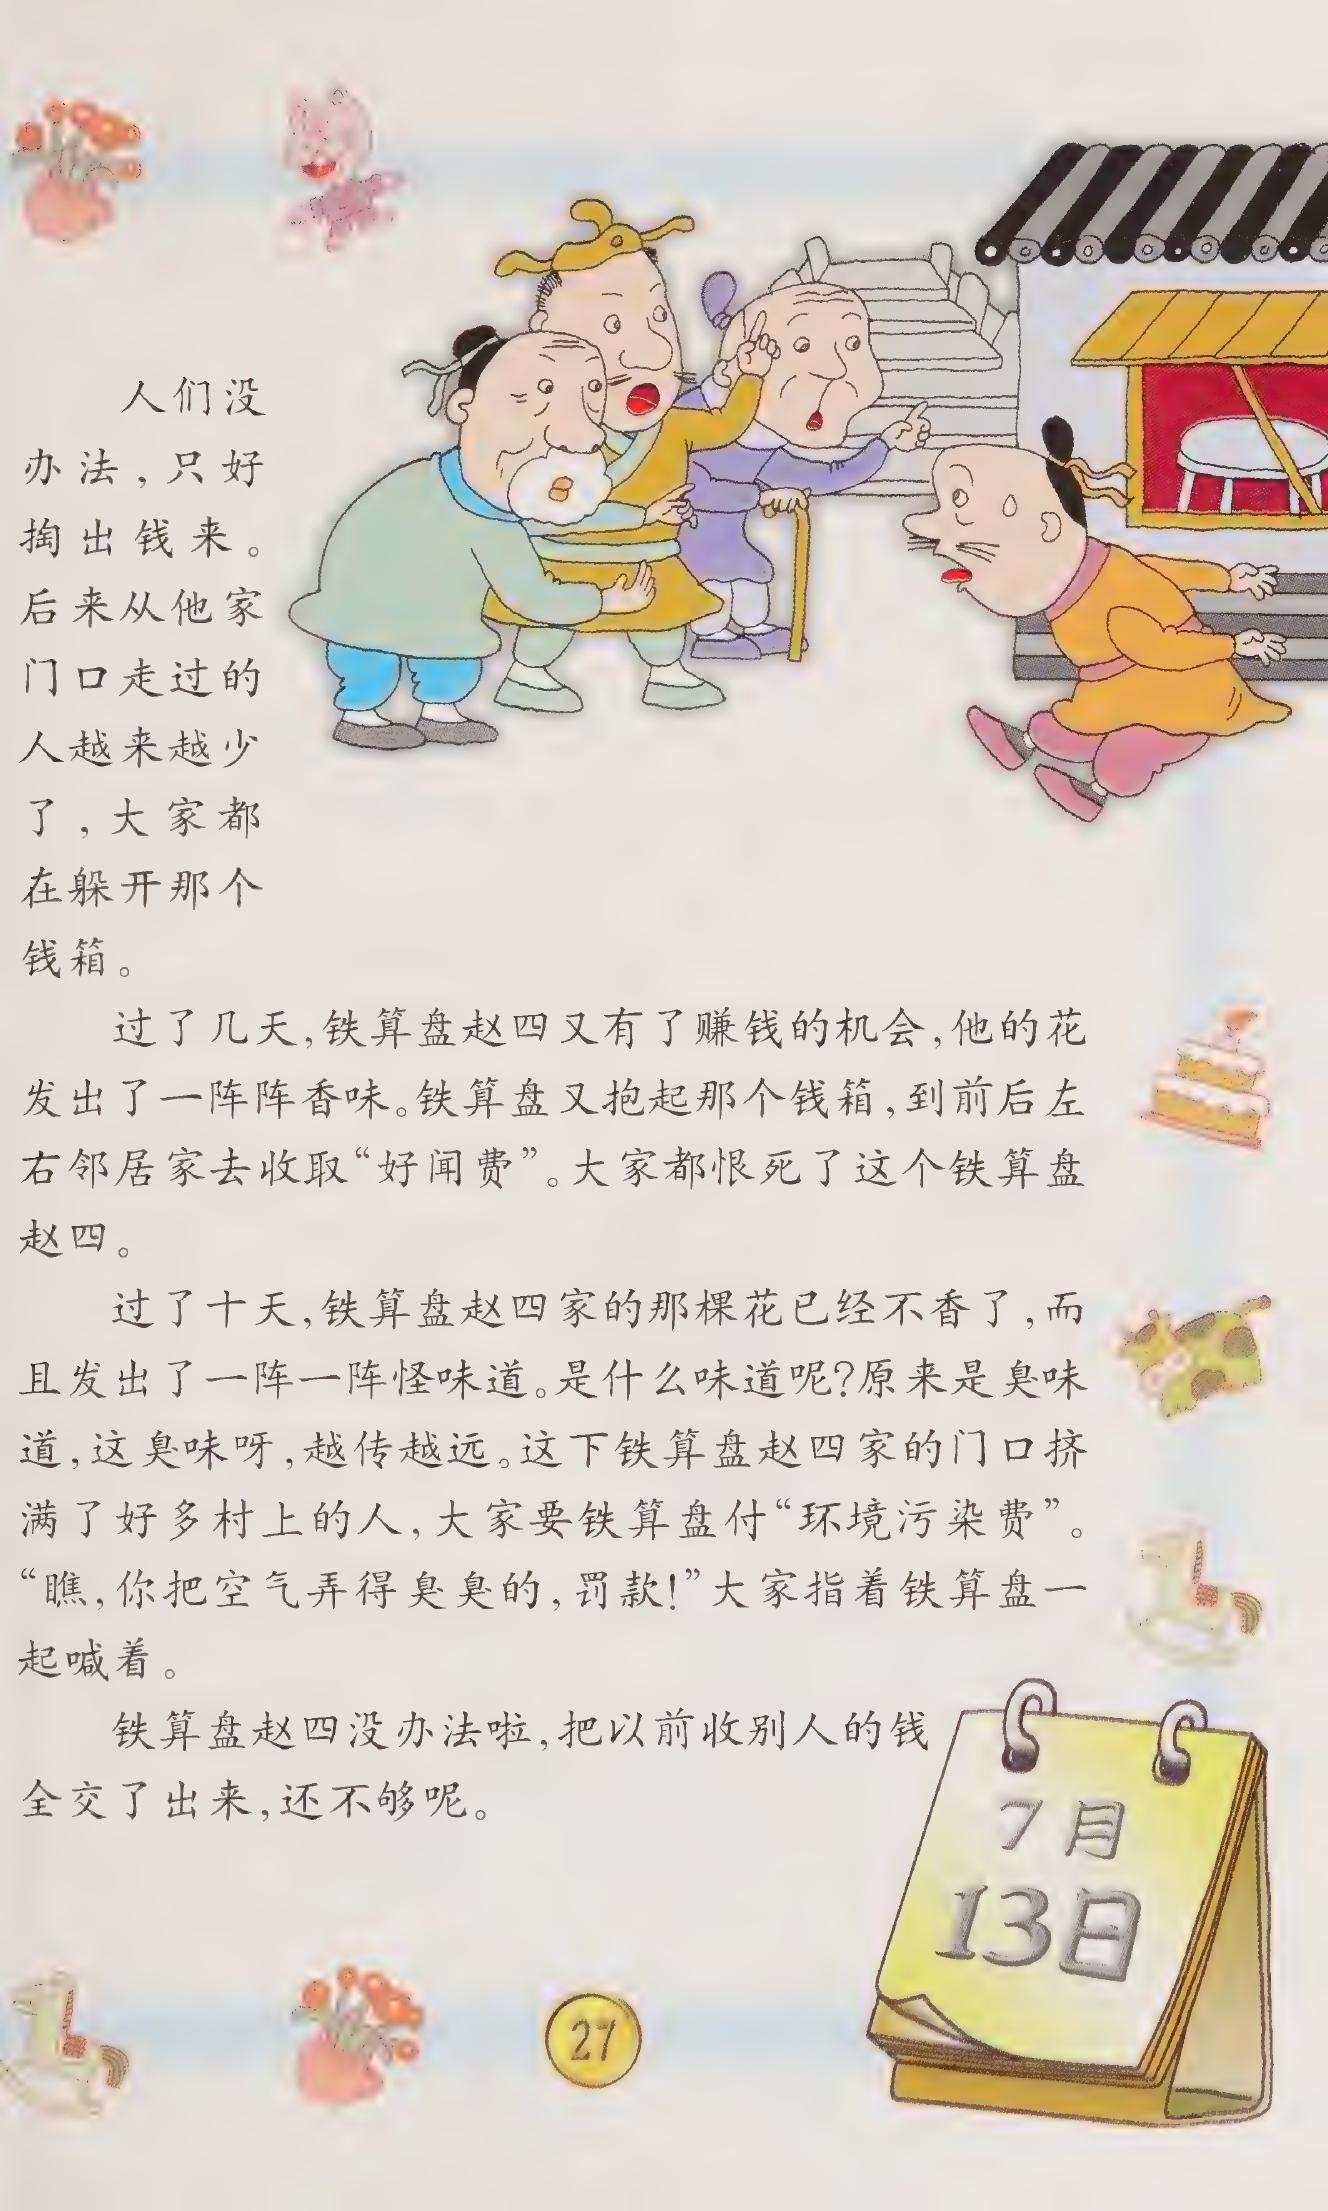 人们没
办法，只好
掏出钱来。
后来从他家
门口走过的
人越来越少
了，大家都
在躲开那个
钱箱。
过了几天，铁算盘赵四又有了赚钱的机会，他的花
发出了一阵阵香味。铁算盘又抱起那个钱箱，到前后左
右邻居家去收取“好闻费”。大家都恨死了这个铁算盘
赵四。
过了十天，铁算盘赵四家的那棵花已经不香了，而
且发出了一阵一阵怪味道。是什么味道呢？原来是臭味
道，这臭味呀，越传越远。这下铁算盘赵四家的门口挤
满了好多村上的人，大家要铁算盘付“环境污染费”。
“瞧，你把空气弄得臭臭的，罚款！”大家指着铁算盘一
起喊着。
铁算盘赵四没办法啦，把以前收别人的钱
全交了出来，还不够呢。
7月
13日
27